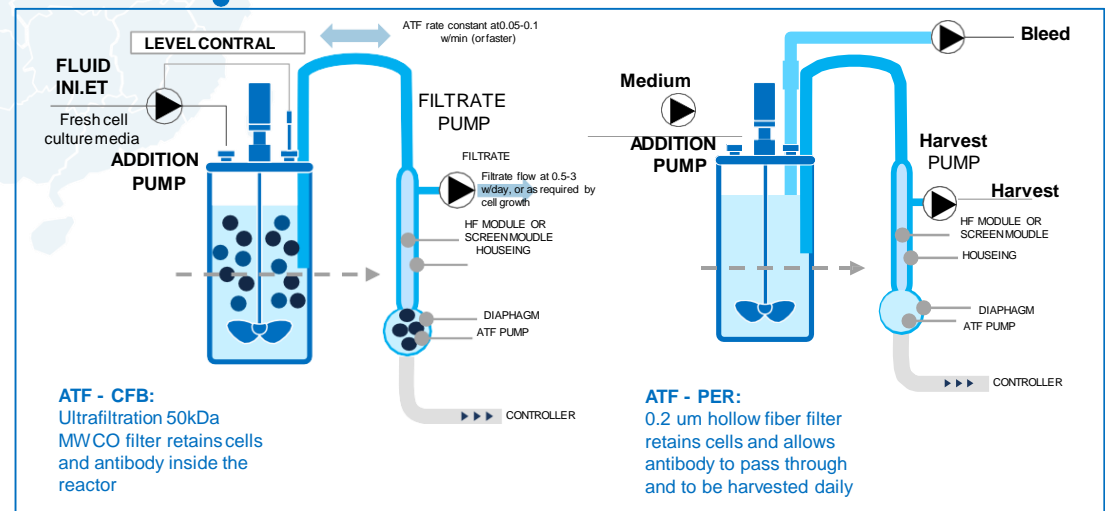 ATF rate constant at0.05-0.1
w/min (orfaster)
LEVEL CONTRAL
FLUID
INI.ET
Fresh cell
culture media
ADDITION
PUMP
FILTRATE
PUMP
FILTRATE
Filtrate flow at 0.5-3
w/day, or as required by
cell growth
HF MODULE OR
SCREEN MOUDLE
HOUSEING
DIAPHAGM
ATF PUMP
CONTROLLER
ATF - CFB:
Ultrafiltration 50kDa
MWCO filter retains cells
and antibody inside the
reactor
Bleed
Medium
ADDITION
PUMP
Harvest
PUMP
Harvest
HF MODULE OR
SCREEN MOUDLE
HOUSEING
DIAPHAGM
ATF PUMP
CONTROLLER
ATF - PER:
0.2 um hollow fiber filter
retains cells and allows
antibody to pass through
and to be harvested daily